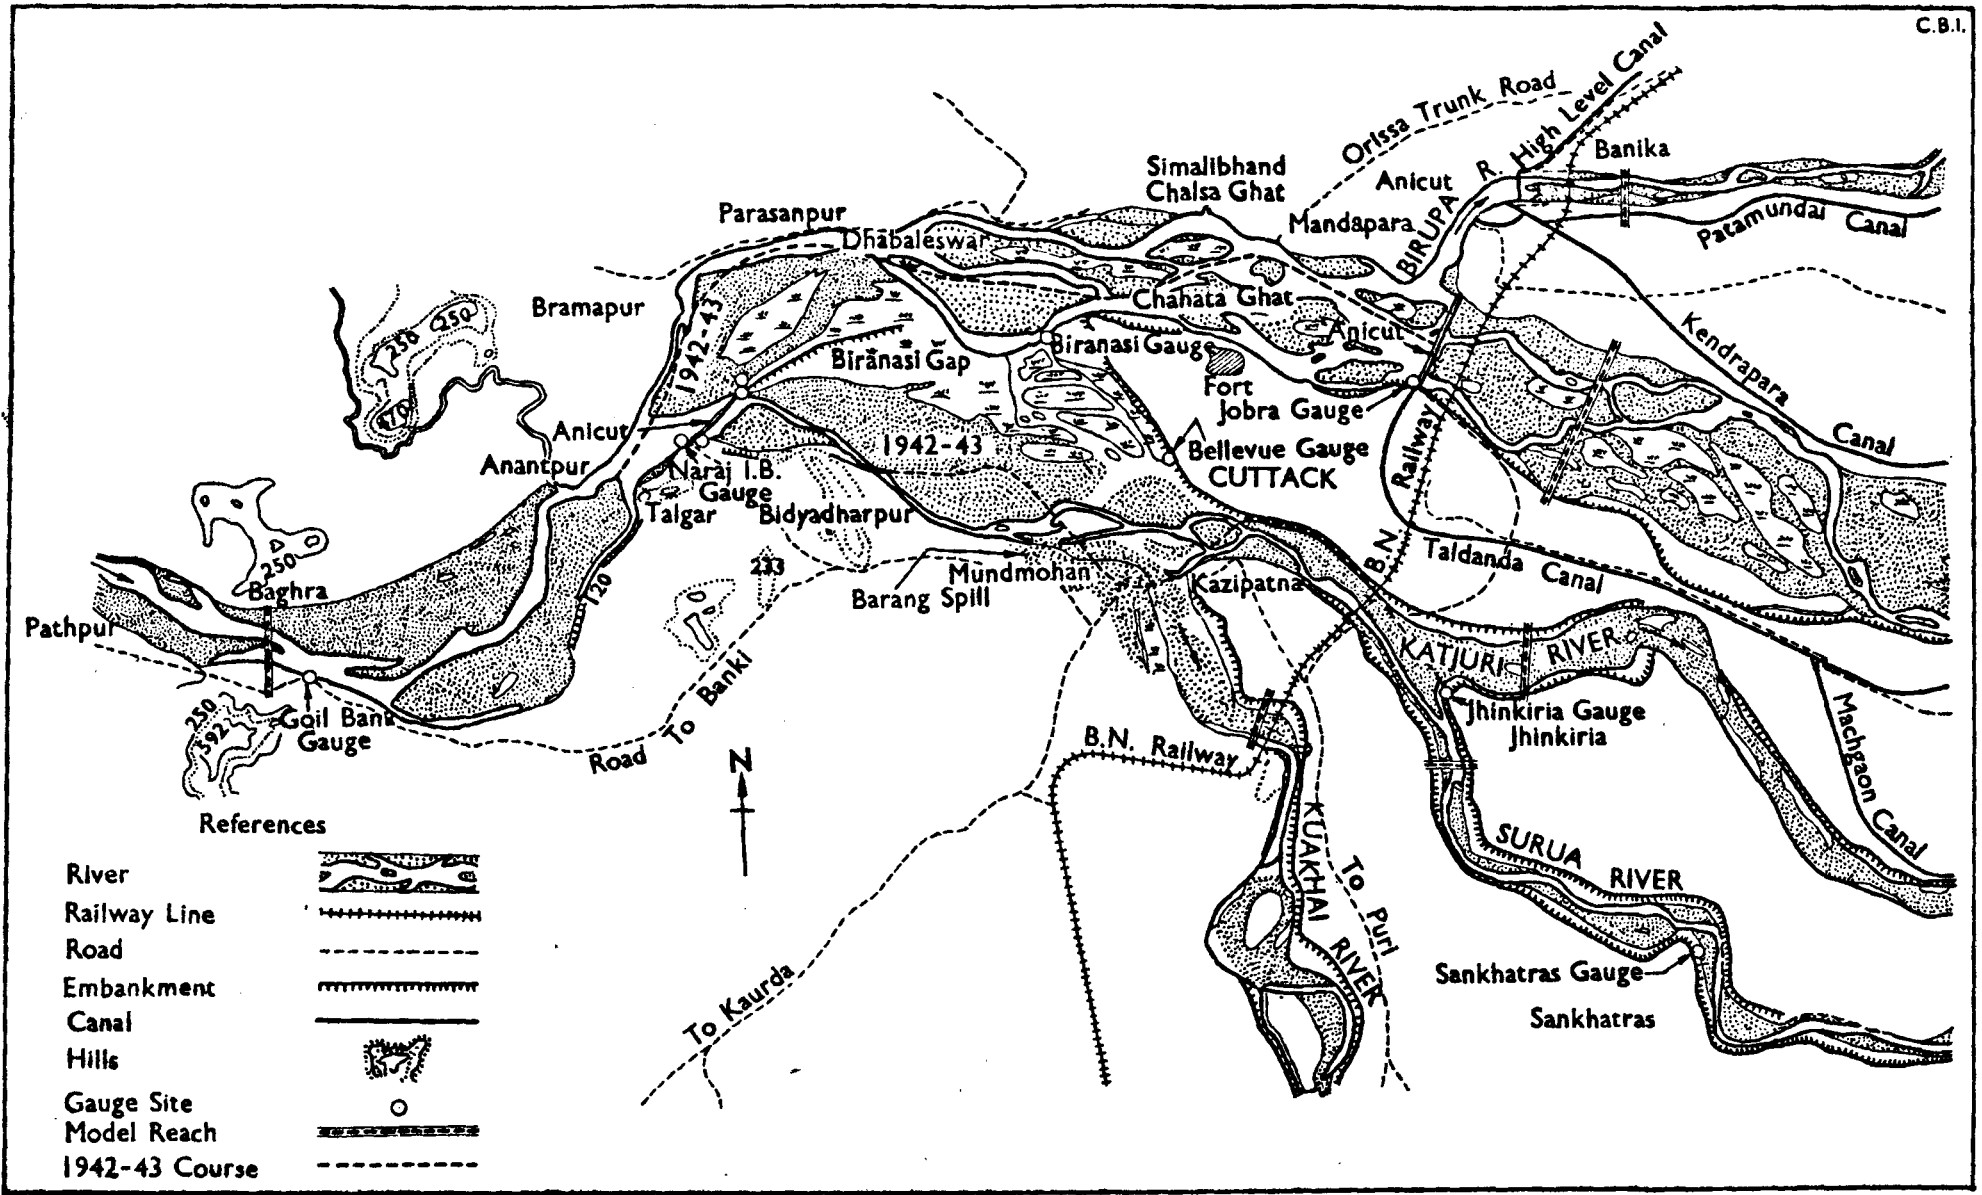 C.B.I.
Orissa Trunk Road
High Level Canal
Banika
Simalibhand
Chalsa Ghat
Anicut
BIRUPA R.
Parasanpur
Mandapara
Patamundai Canal
Dhabaleswar
Bramapur
1942-43
Chahata Ghat
Anicut
Kendrapara
Canal
250
250
470
Biranasi Gap
Biranasi Gauge
Fort
Jobra Gauge
Railway
B.N.
Anicut
1942-43
Bellevue Gauge
CUTTACK
Anantpur
Naraj I.B.
Gauge
Talgar
Bidyadharpur
250
Baghra
120
233
Mundmohan
Barang Spill
Kazipatna
Taldanda Canal
Pathpur
KATJURI RIVER
250
592
Goil Bank
Gauge
Road To Banki
N
B.N. Railway
Jhinkiria Gauge
Jhinkiria
Machgaon Canal
KUAKHAI RIVER
To Puri
SURUA RIVER
Sankhatras Gauge
Sankhatras
To Kaurda
References
River
Railway Line
Road
Embankment
Canal
Hills
Gauge Site
Model Reach
1942-43 Course